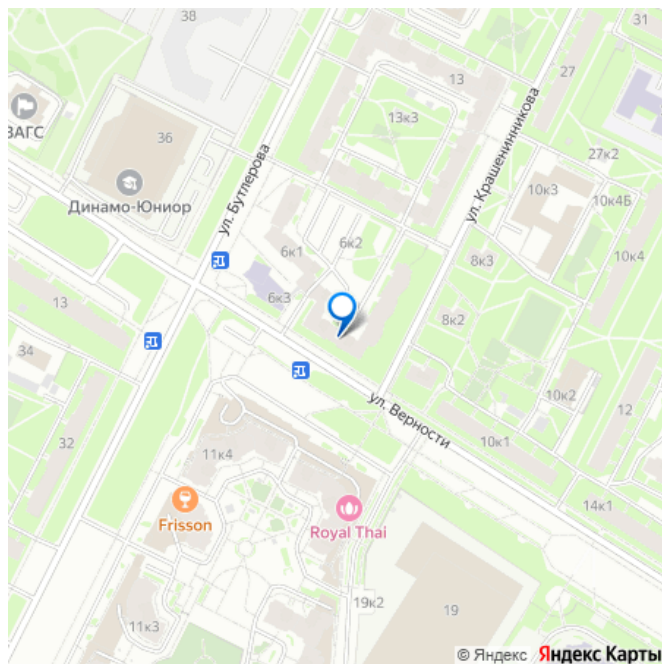 38
31
13
27
ЗАГС
36
13к3
ул. Крашенинникова
27к2
Динамо-Юниор
ул. Бутлерова
10к3
10к4Б
6к1
6к2
8к3
10к4
13
6к3
34
8к2
ул. Верности
10к2
12
32
11к4
10к1
Frisson
Royal Thai
14к1
19к2
19
11к3
© Яндекс Яндекс Карты